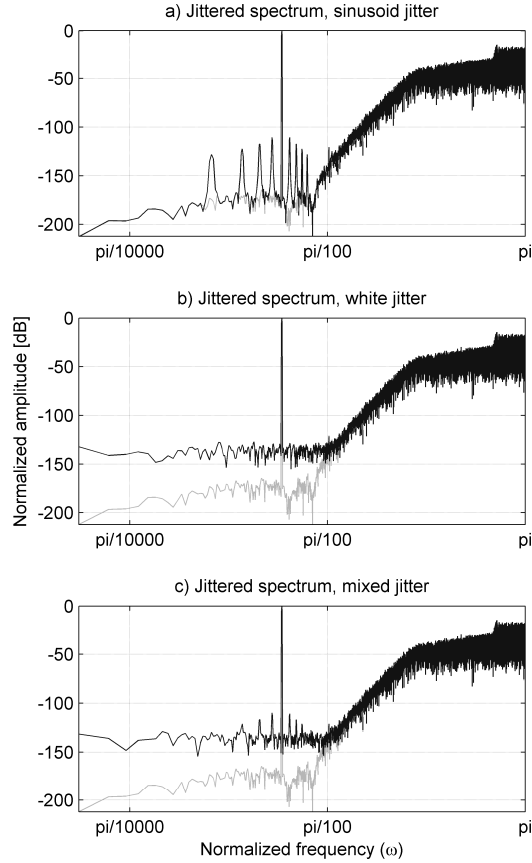 a) Jittered spectrum, sinusoid jitter
0
-50
-100
-150
-200
pi/10000
pi/100
pi
b) Jittered spectrum, white jitter
Normalized amplitude [dB]
0
-50
-100
-150
-200
pi/10000
pi/100
pi
c) Jittered spectrum, mixed jitter
0
-50
-100
-150
-200
pi/10000
pi/100
pi
Normalized frequency (ω)